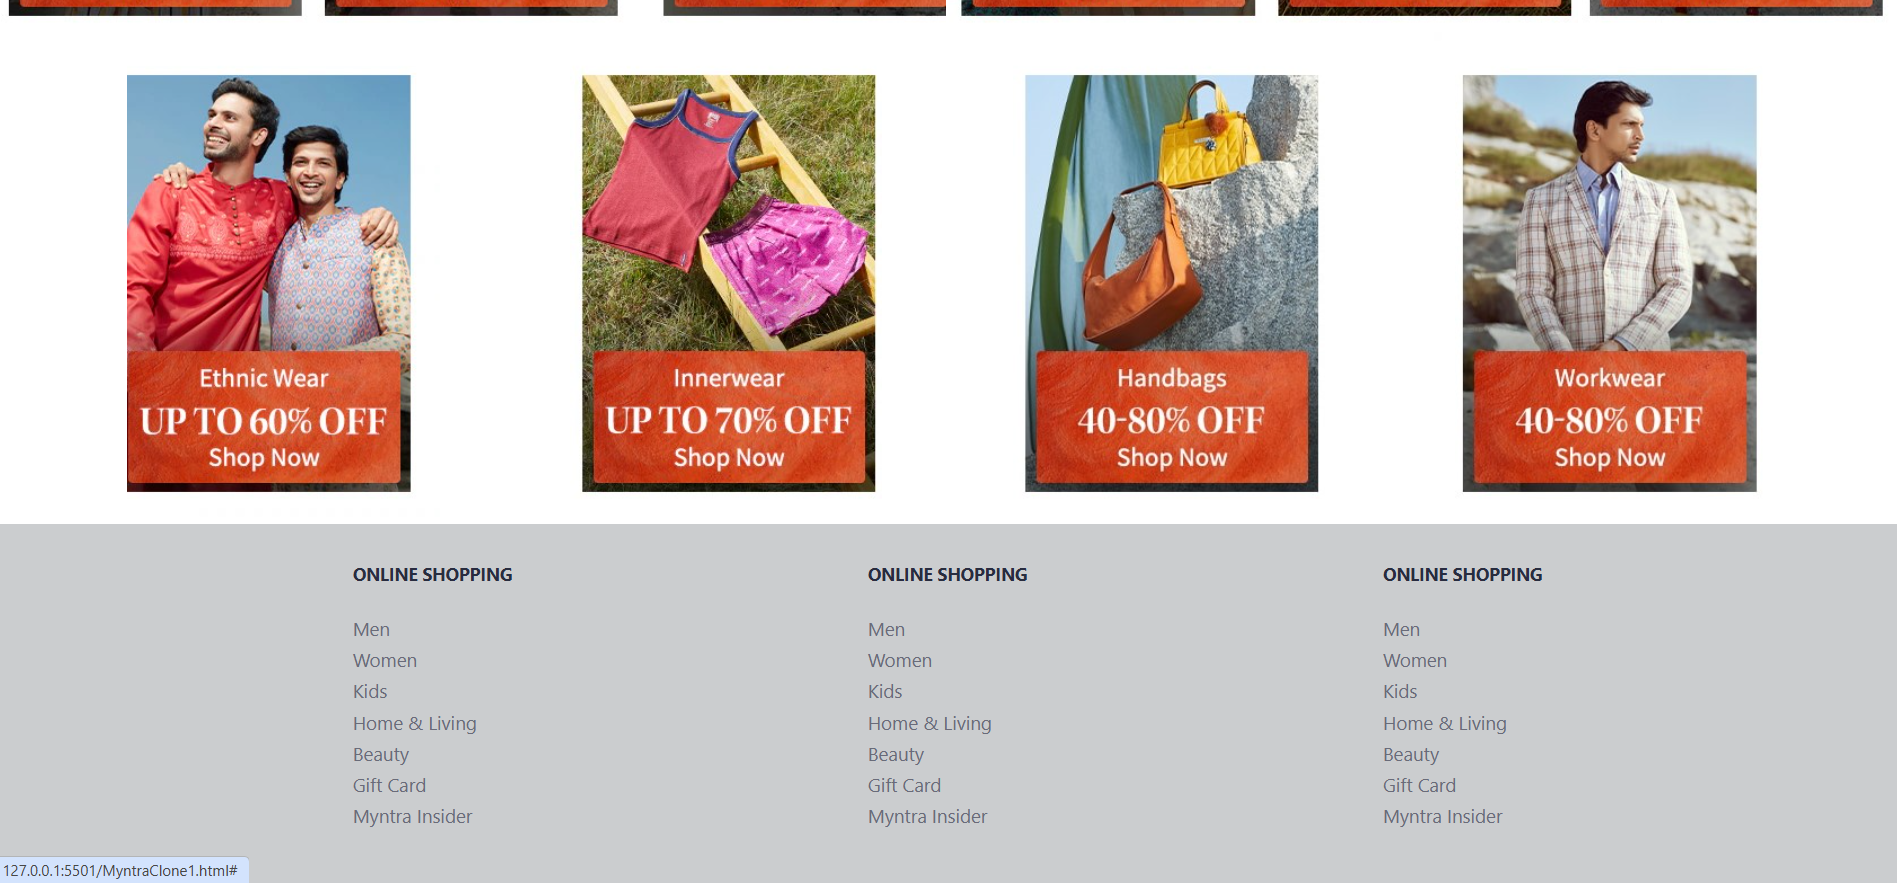 Ethnic Wear
UP TO 60% OFF
Shop Now
Innerwear
UP TO 70% OFF
Shop Now
Handbags
40-80% OFF
Shop Now
Workwear
40-80% OFF
Shop Now
ONLINE SHOPPING
Men
Women
Kids
Home & Living
Beauty
Gift Card
Myntra Insider
ONLINE SHOPPING
Men
Women
Kids
Home & Living
Beauty
Gift Card
Myntra Insider
ONLINE SHOPPING
Men
Women
Kids
Home & Living
Beauty
Gift Card
Myntra Insider
127.0.0.1:5501/MyntraClone1.html#